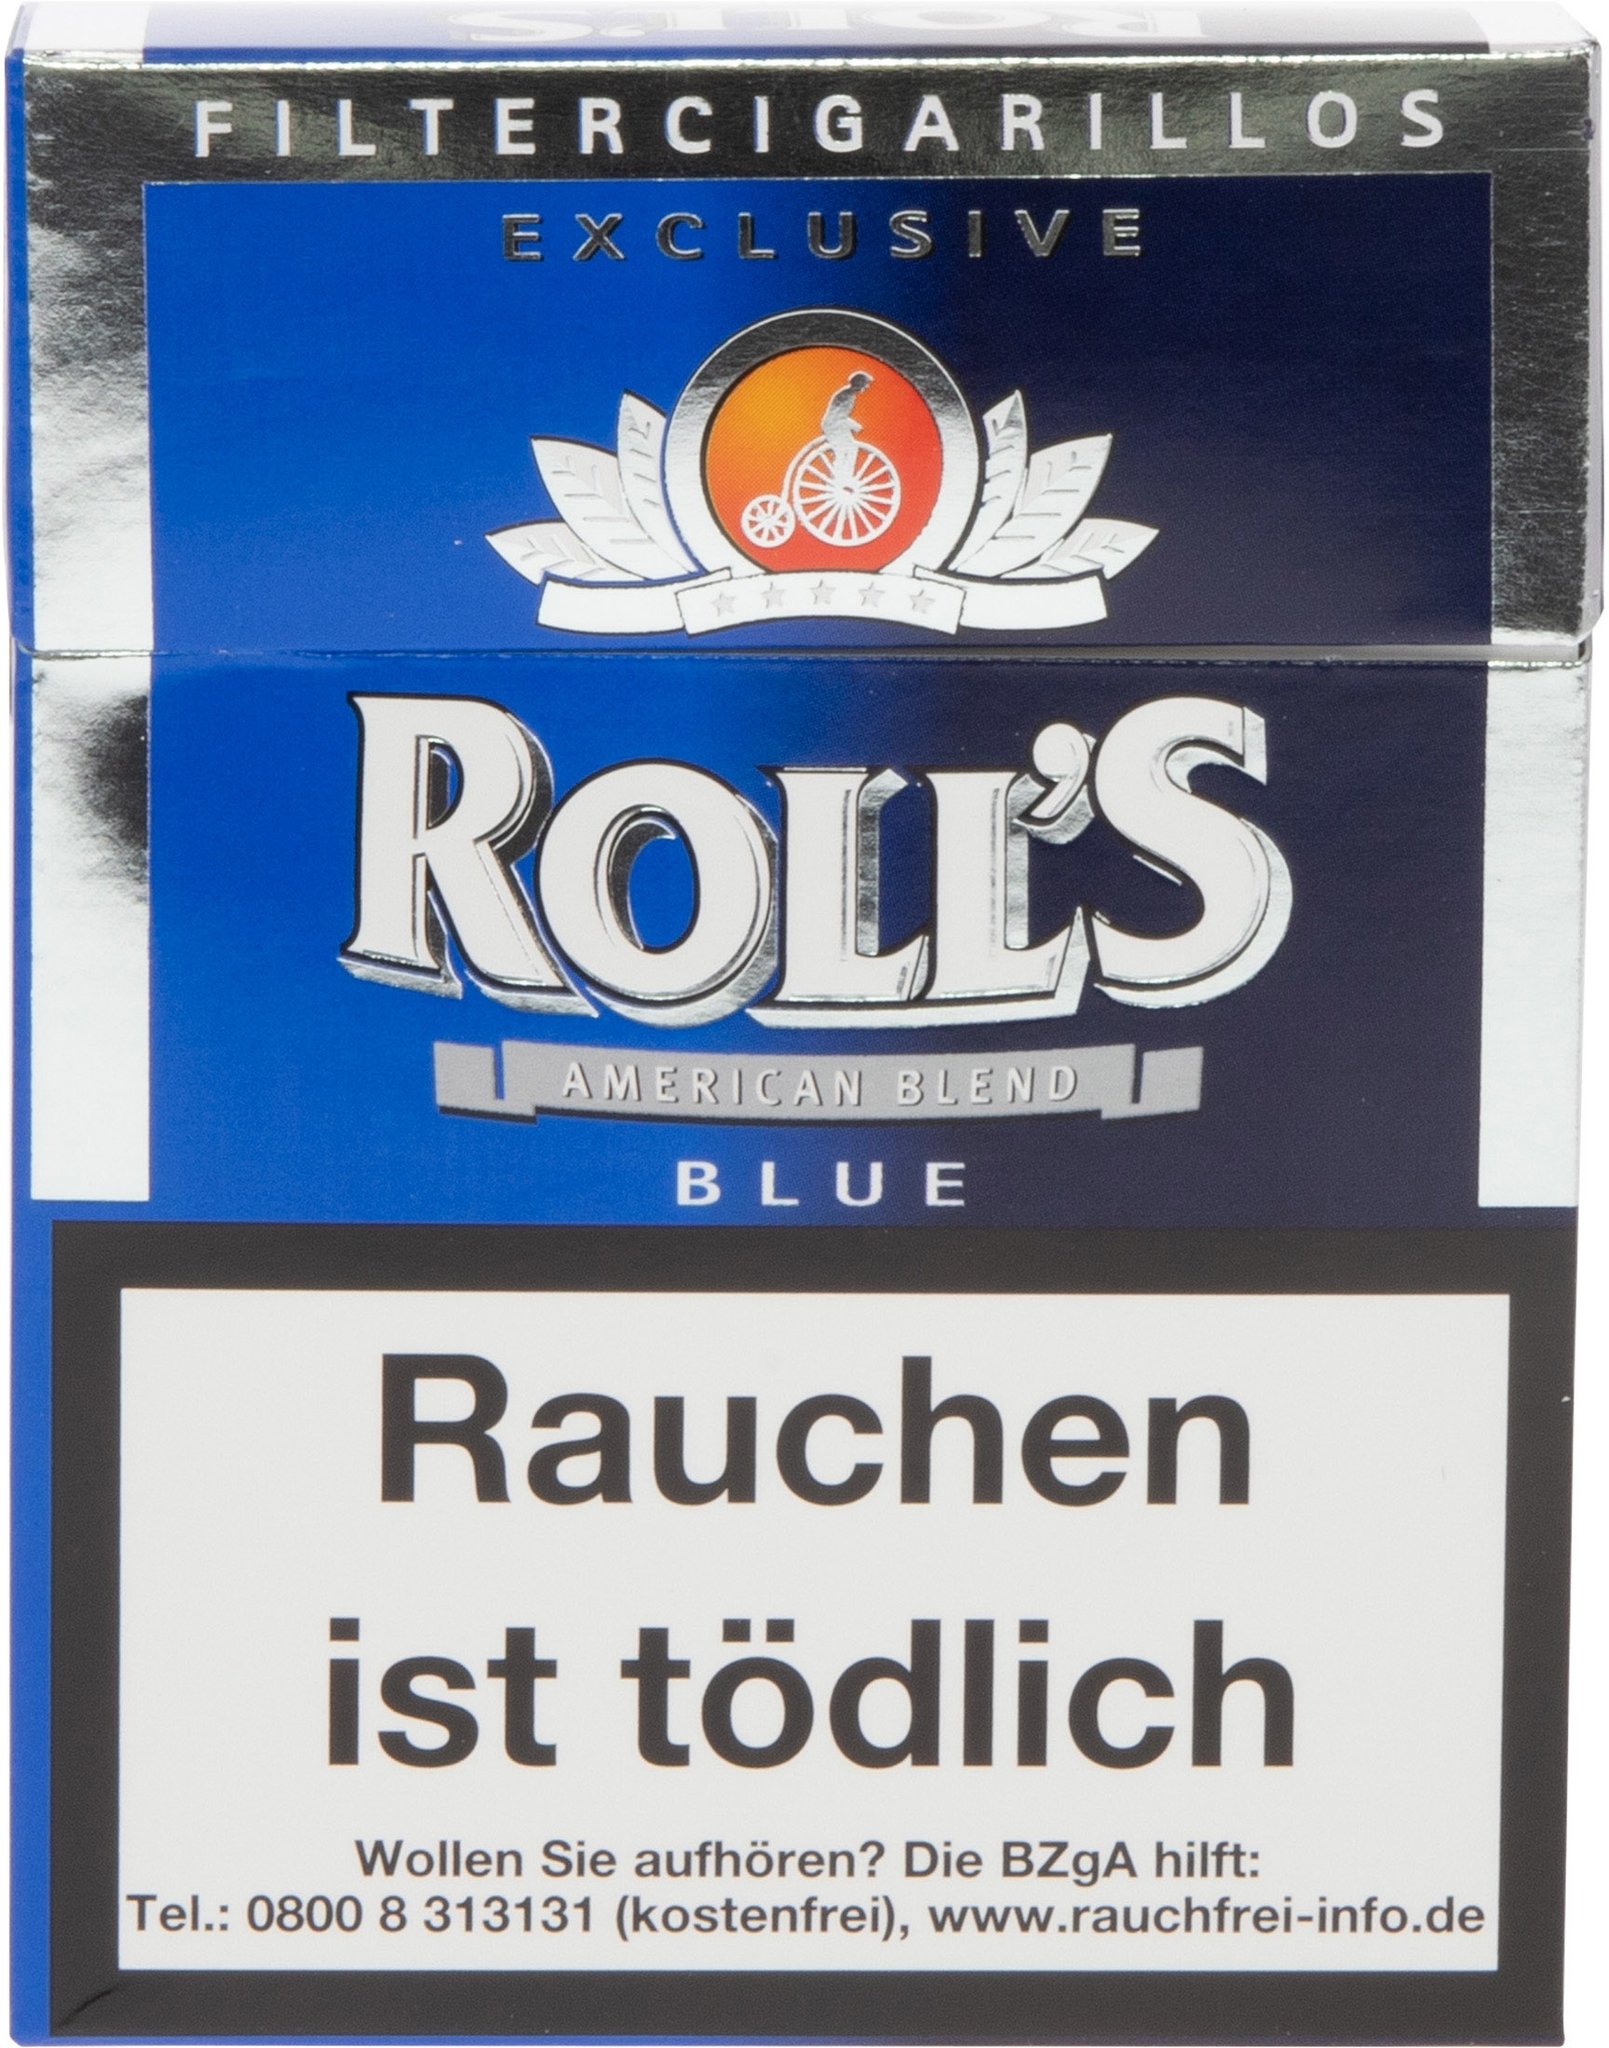 ROLL'S
FILTERCIGARILLOS
EXCLUSIVE
ROLL'S
AMERICAN BLEND
BLUE
Rauchen
ist tödlich
Wollen Sie aufhören? Die BZgA hilft:
Tel.: 0800 8 313131 (kostenfrei), www.rauchfrei-info.de